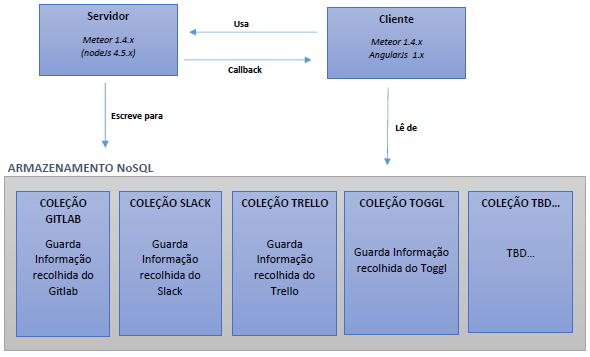 Servidor
Meteor 1.4.x
(nodeJs 4.5.x)
Usa
Callback
Cliente
Meteor 1.4.x
AngularJs 1.x
Escreve para
Lê de
ARMAZENAMENTO NoSQL
COLEÇÃO
GITLAB
Guarda
Informação
recolhida do
Gitlab
COLEÇÃO SLACK
Guarda
Informação
recolhida do
Slack
COLEÇÃO TRELLO
Guarda
Informação
recolhida do
Trello
COLEÇÃO TOGGL
Guarda Informação
recolhida do Toggl
COLEÇÃO TBD...
TBD...